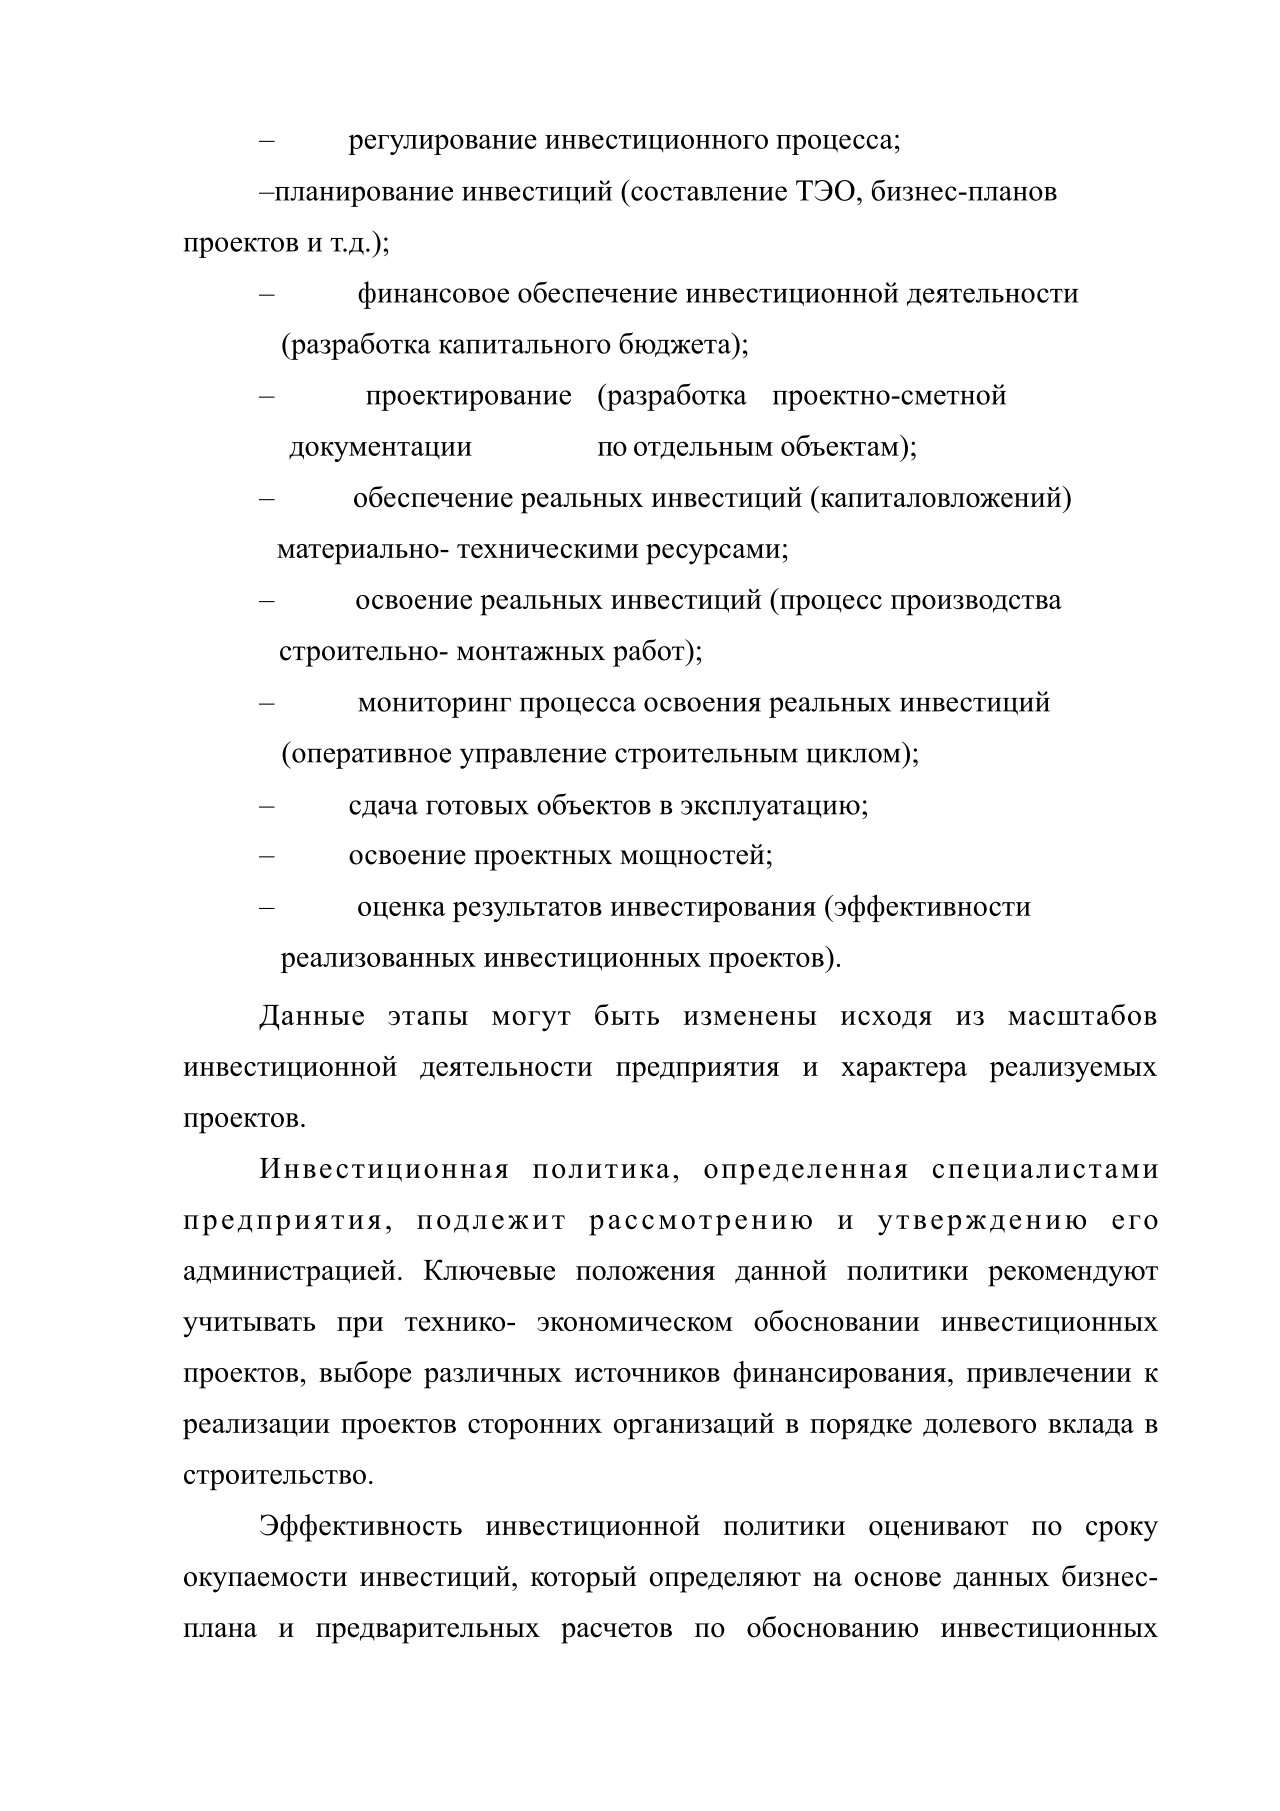 – регулирование инвестиционного процесса;
–планирование инвестиций (составление ТЭО, бизнес-планов
проектов и т.д.);
– финансовое обеспечение инвестиционной деятельности
(разработка капитального бюджета);
– проектирование (разработка проектно-сметной
документации по отдельным объектам);
– обеспечение реальных инвестиций (капиталовложений)
материально- техническими ресурсами;
– освоение реальных инвестиций (процесс производства
строительно- монтажных работ);
– мониторинг процесса освоения реальных инвестиций
(оперативное управление строительным циклом);
– сдача готовых объектов в эксплуатацию;
– освоение проектных мощностей;
– оценка результатов инвестирования (эффективности
реализованных инвестиционных проектов).
Данные этапы могут быть изменены исходя из масштабов
инвестиционной деятельности предприятия и характера реализуемых
проектов.
Инвестиционная политика, определенная специалистами
предприятия, подлежит рассмотрению и утверждению его
администрацией. Ключевые положения данной политики рекомендуют
учитывать при технико- экономическом обосновании инвестиционных
проектов, выборе различных источников финансирования, привлечении к
реализации проектов сторонних организаций в порядке долевого вклада в
строительство.
Эффективность инвестиционной политики оценивают по сроку
окупаемости инвестиций, который определяют на основе данных бизнес-
плана и предварительных расчетов по обоснованию инвестиционных